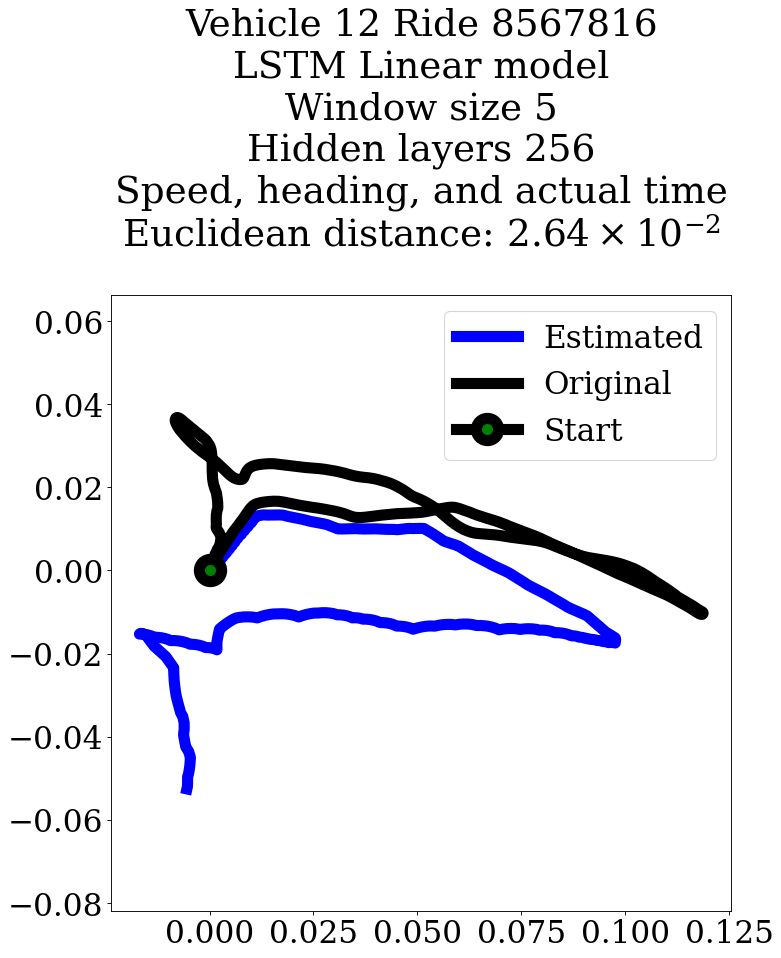 Vehicle 12 Ride 8567816
LSTM Linear model
Window size 5
Hidden layers 256
Speed, heading, and actual time
Euclidean distance: 2.64 × 10⁻²
Estimated
Original
Start
0.06
0.04
0.02
0.00
−0.02
−0.04
−0.06
−0.08
0.000 0.025 0.050 0.075 0.100 0.125